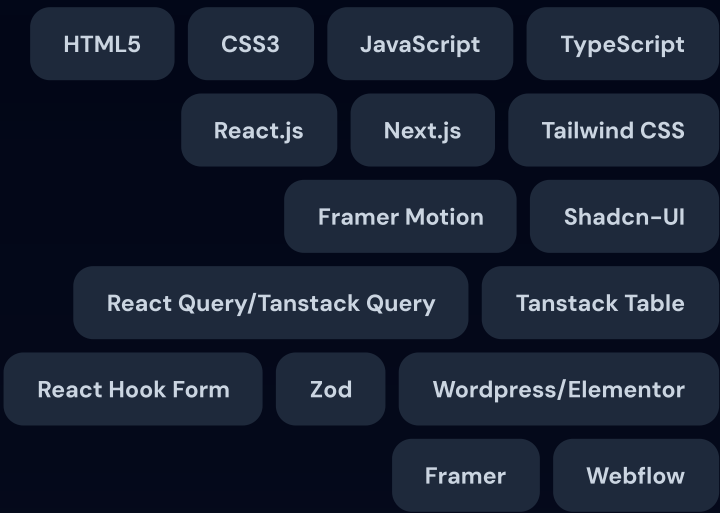 HTML5 CSS3 JavaScript TypeScript
React.js Next.js Tailwind CSS
Framer Motion Shadcn-UI
React Query/Tanstack Query Tanstack Table
React Hook Form Zod Wordpress/Elementor
Framer Webflow